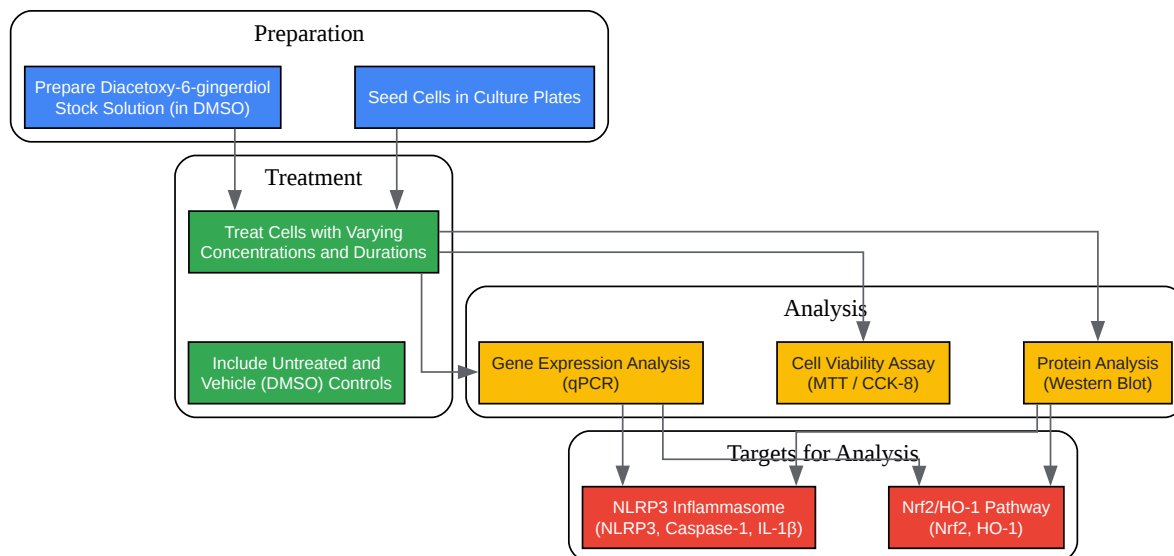 Preparation
Prepare Diacetoxy-6-gingerdiol
Stock Solution (in DMSO)
Seed Cells in Culture Plates
Treatment
Treat Cells with Varying
Concentrations and Durations
Include Untreated and
Vehicle (DMSO) Controls
Analysis
Gene Expression Analysis
(qPCR)
Cell Viability Assay
(MTT / CCK-8)
Protein Analysis
(Western Blot)
Targets for Analysis
NLRP3 Inflammasome
(NLRP3, Caspase-1, IL-1β)
Nrf2/HO-1 Pathway
(Nrf2, HO-1)